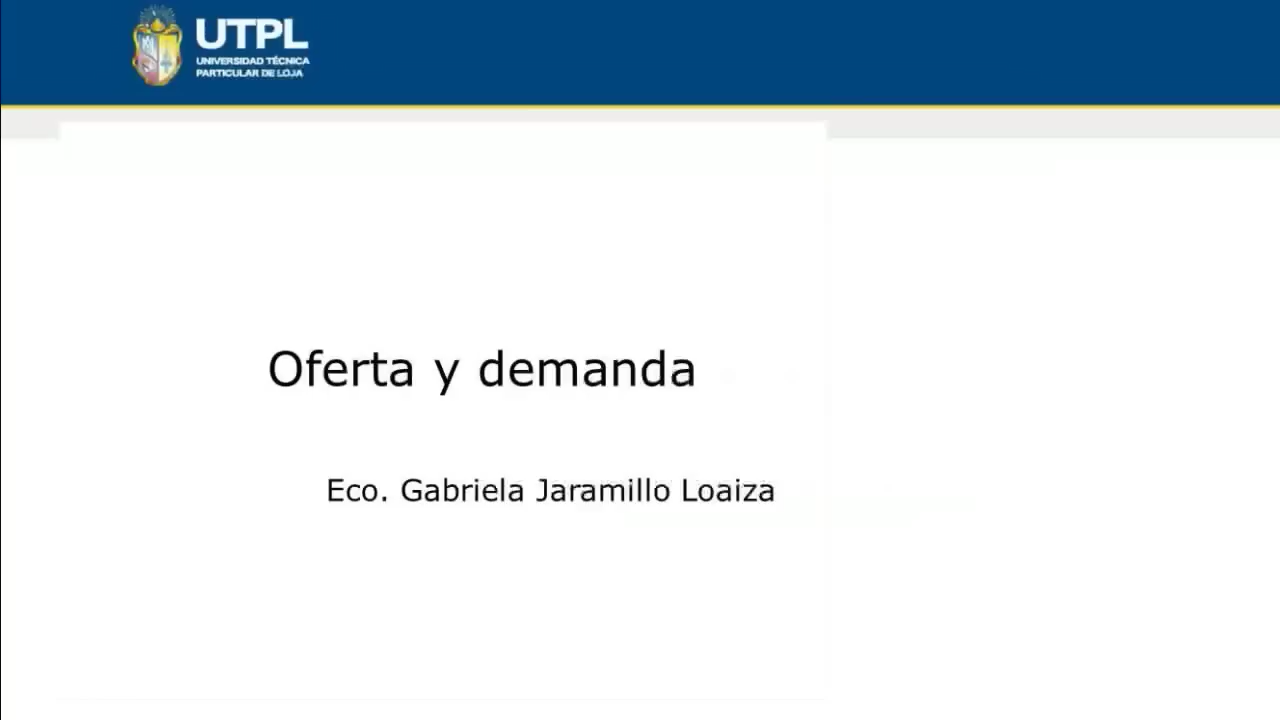 UTPL
UNIVERSIDAD TÉCNICA
PARTICULAR DE LOJA
Oferta y demanda
Eco. Gabriela Jaramillo Loaiza